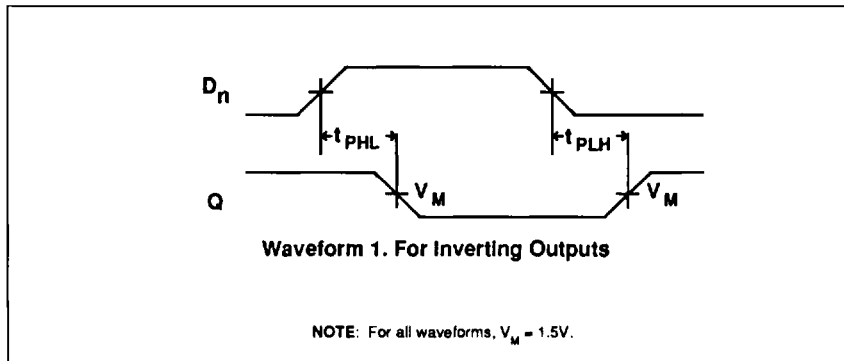 Dn
tPHL
tPLH
VM
VM
Q
Waveform 1. For Inverting Outputs
NOTE: For all waveforms, VM = 1.5V.